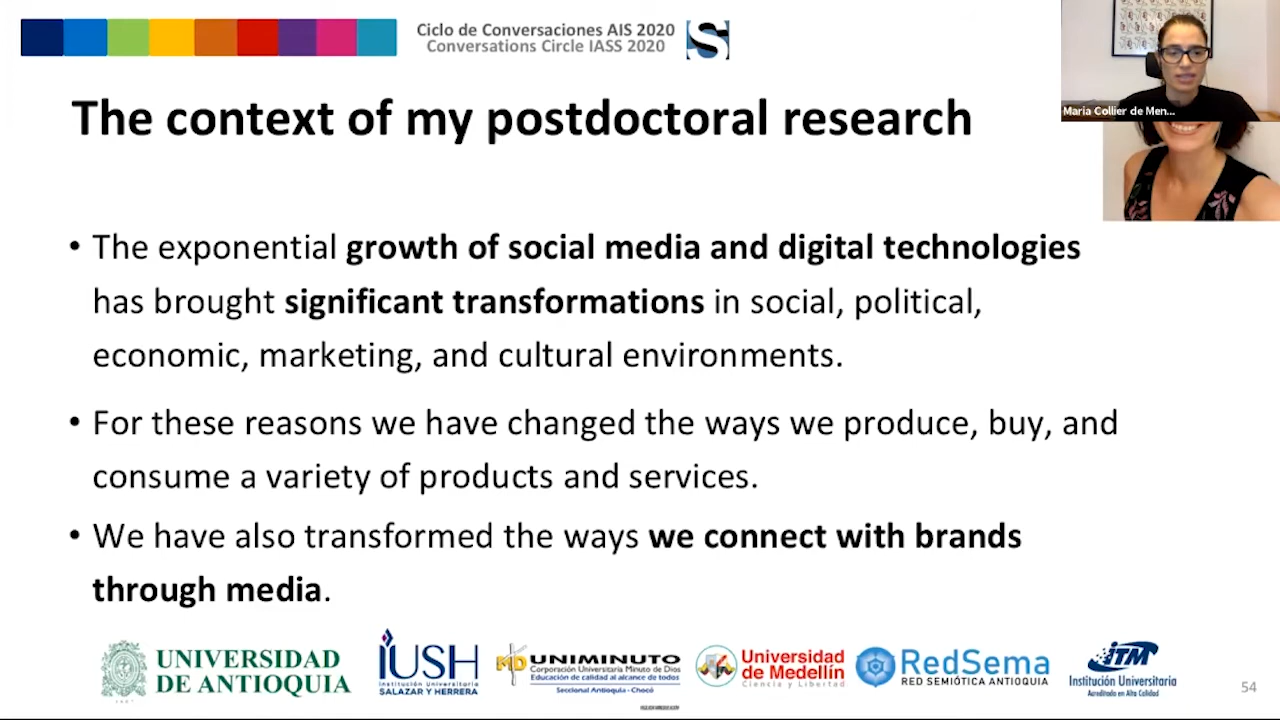 Ciclo de Conversaciones AIS 2020
Conversations Circle IASS 2020
S
Maria Collier de Men...
The context of my postdoctoral research
• The exponential growth of social media and digital technologies
has brought significant transformations in social, political,
economic, marketing, and cultural environments.
• For these reasons we have changed the ways we produce, buy, and
consume a variety of products and services.
• We have also transformed the ways we connect with brands
through media.
UNIVERSIDAD
DE ANTIOQUIA
IUSH
Institución Universitaria
SALAZAR Y HERRERA
MD UNIMINUTO
Corporación Universitaria Minuto de Dios
Educación de calidad al alcance de todos
Seccional Antioquia - Chocó
Universidad
de Medellín
Ciencia y Libertad
RedSema
RED SEMIÓTICA ANTIOQUIA
iTM
Institución Universitaria
Acreditada en Alta Calidad
54